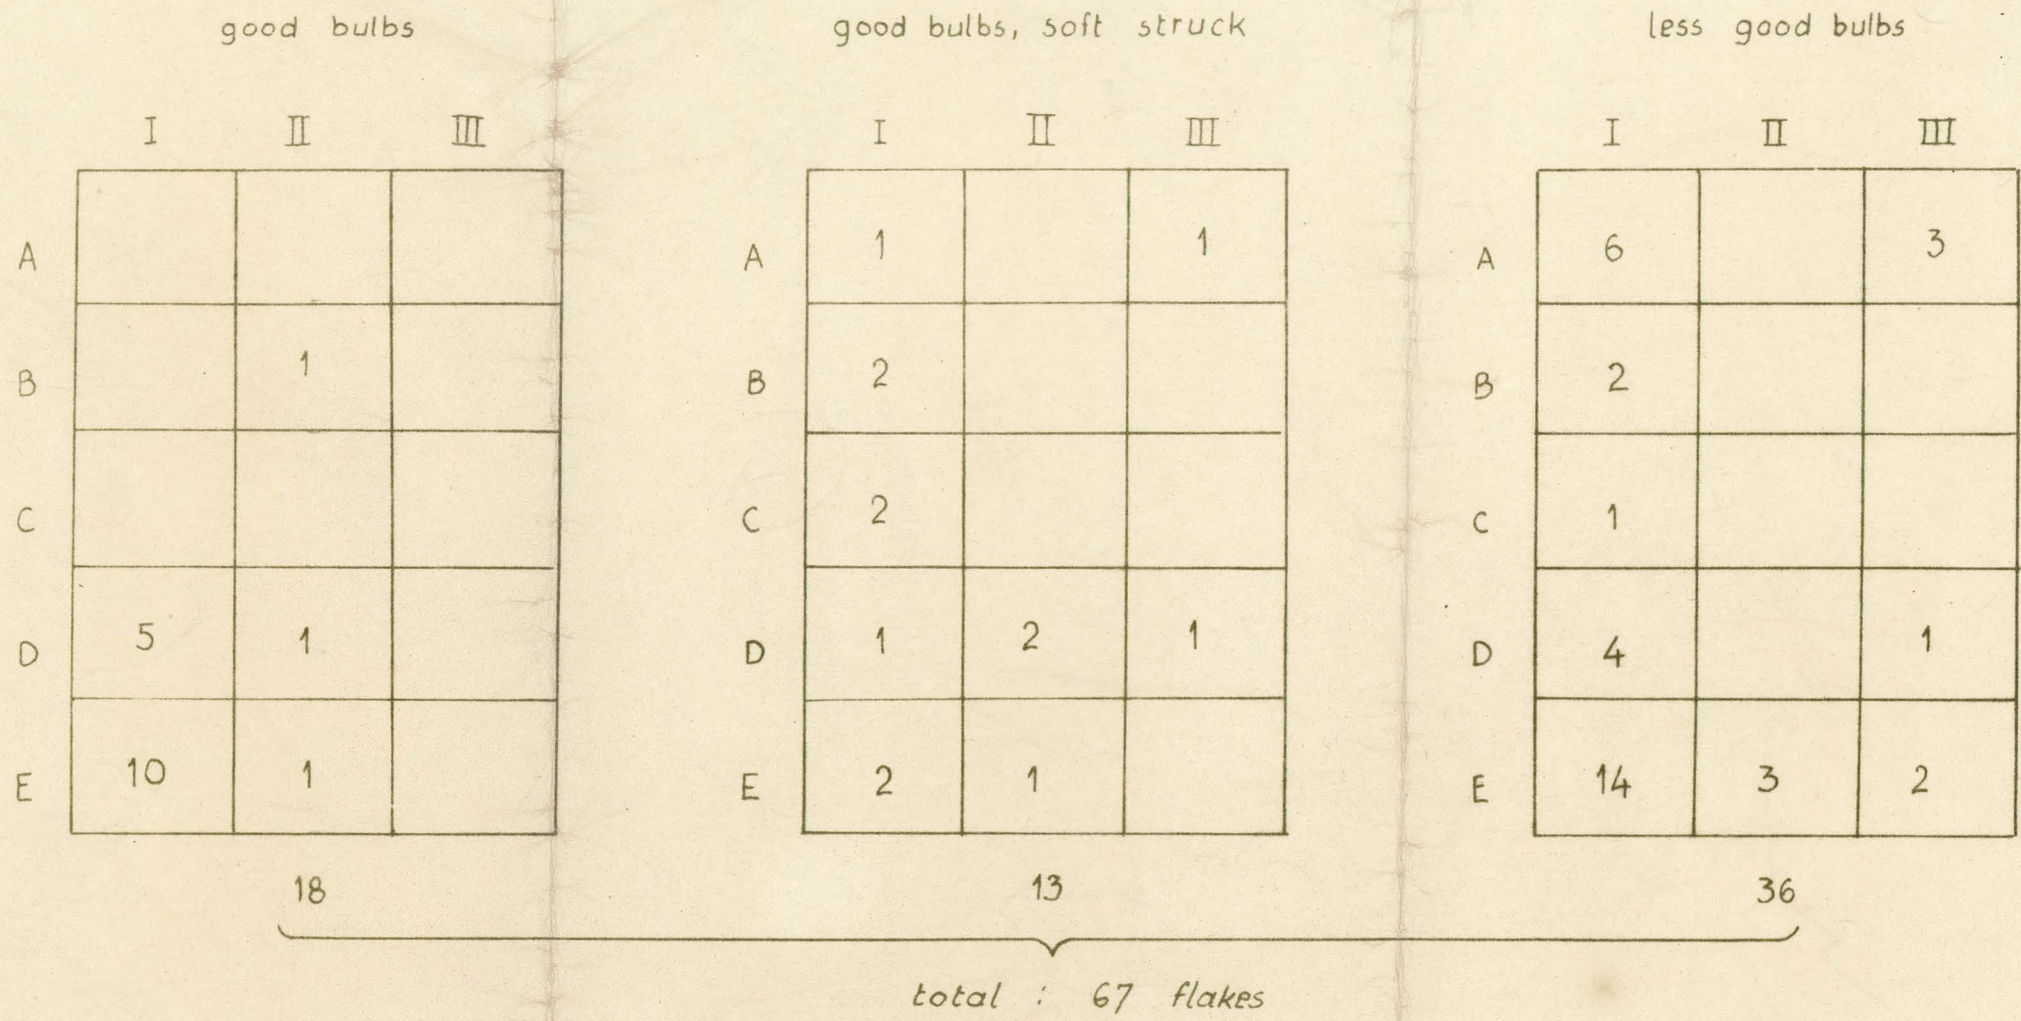 good bulbs good bulbs, soft struck less good bulbs
I II III I II III I II III
A 1 1 A 6 3
B 1 B 2 B 2
C C 2 C 1
D 5 1 D 1 2 1 D 4 1
E 10 1 E 2 1 E 14 3 2
18 13 36
total : 67 flakes